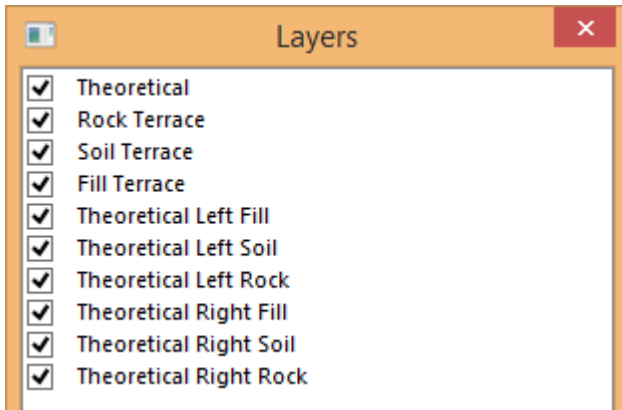 Layers
Theoretical
Rock Terrace
Soil Terrace
Fill Terrace
Theoretical Left Fill
Theoretical Left Soil
Theoretical Left Rock
Theoretical Right Fill
Theoretical Right Soil
Theoretical Right Rock